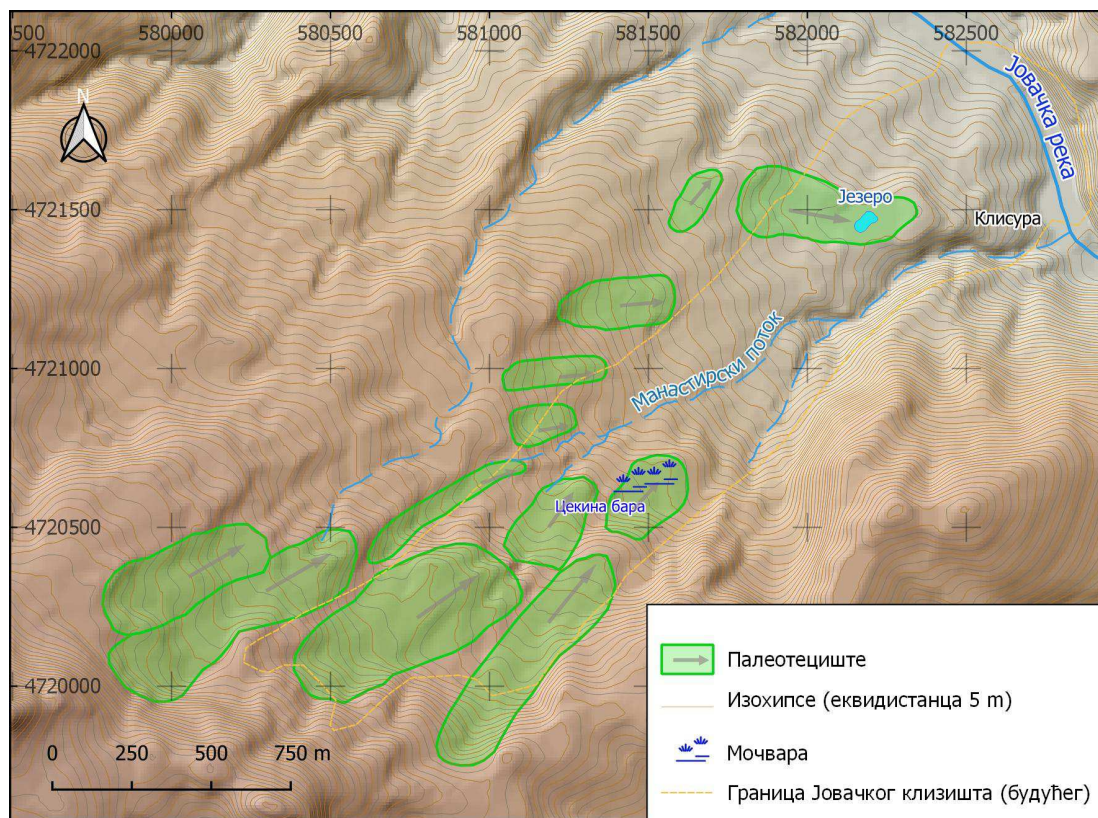 500
580000
580500
581000
581500
582000
582500
4722000
N
Јовачка река
4721500
Језеро
Клисура
4721000
Манастирски поток
4720500
Цекина бара
4720000
0 250 500 750 m
Палеотециште
Изохипсе (еквидистанца 5 m)
Мочвара
Граница Јовачког клизишта (будућег)